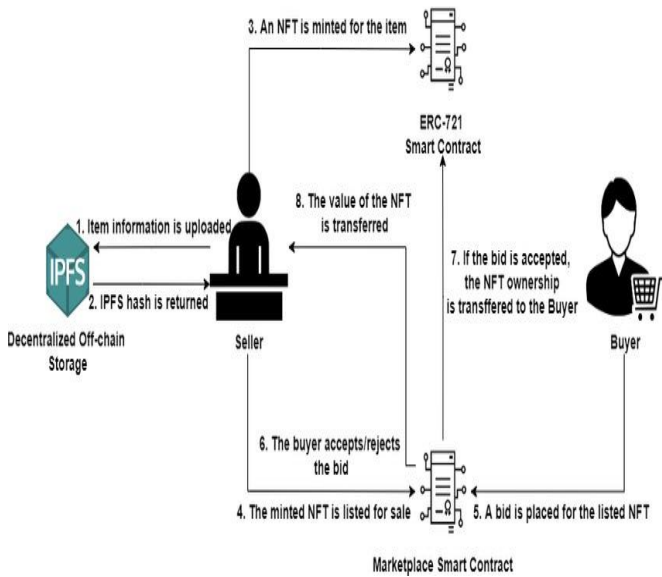 3. An NFT is minted for the item
ERC-721
Smart Contract
8. The value of the NFT
is transferred
1. Item information is uploaded
IPFS
2. IPFS hash is returned
7. If the bid is accepted,
the NFT ownership
is transffered to the Buyer
Decentralized Off-chain
Storage
Seller
Buyer
6. The buyer accepts/rejects
the bid
4. The minted NFT is listed for sale
5. A bid is placed for the listed NFT
Marketplace Smart Contract